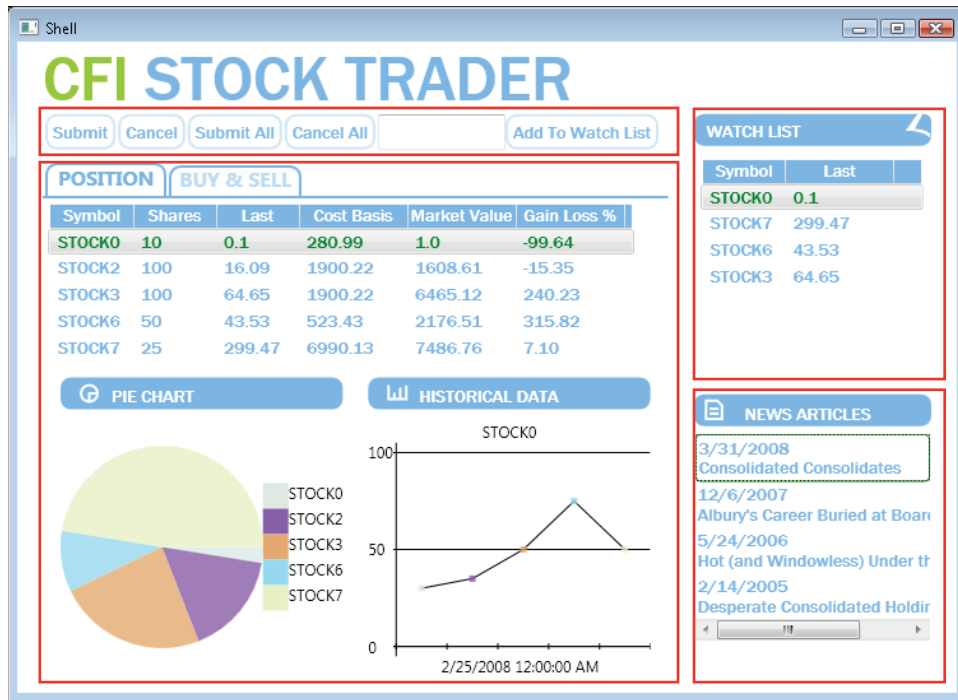 Shell
CFI STOCK TRADER
Submit Cancel Submit All Cancel All Add To Watch List
POSITION BUY & SELL
Symbol Shares Last Cost Basis Market Value Gain Loss %
STOCK0 10 0.1 280.99 1.0 -99.64
STOCK2 100 16.09 1900.22 1608.61 -15.35
STOCK3 100 64.65 1900.22 6465.12 240.23
STOCK6 50 43.53 523.43 2176.51 315.82
STOCK7 25 299.47 6990.13 7486.76 7.10
PIE CHART
STOCK0
STOCK2
STOCK3
STOCK6
STOCK7
HISTORICAL DATA
STOCK0
100
50
0
2/25/2008 12:00:00 AM
WATCH LIST
Symbol Last
STOCK0 0.1
STOCK7 299.47
STOCK6 43.53
STOCK3 64.65
NEWS ARTICLES
3/31/2008
Consolidated Consolidates
12/6/2007
Albury's Career Buried at Boar
5/24/2006
Hot (and Windowless) Under th
2/14/2005
Desperate Consolidated Holdin